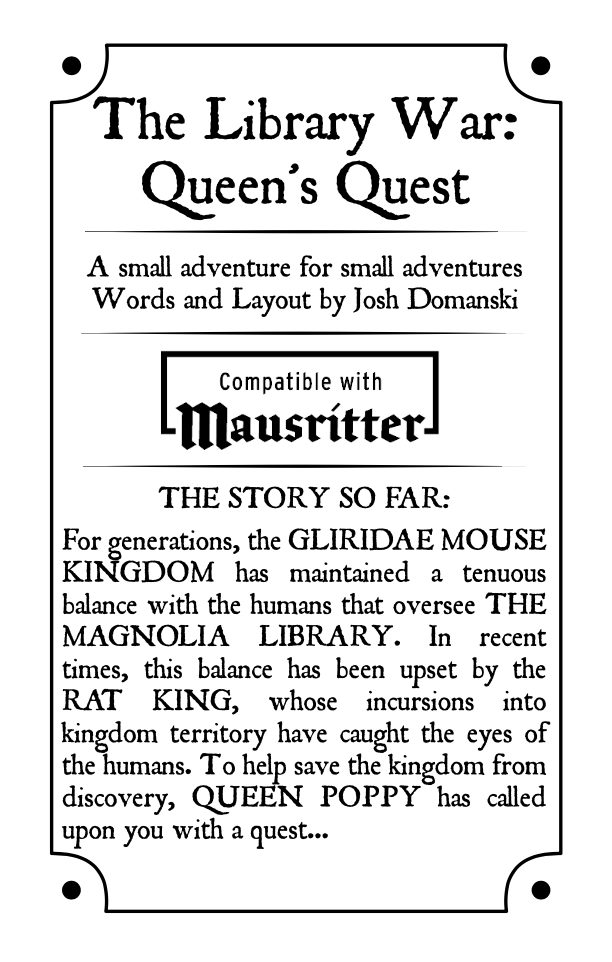 The Library War:
Queen's Quest
A small adventure for small adventures
Words and Layout by Josh Domanski
Compatible with
Mausritter
THE STORY SO FAR:
For generations, the GLIRIDAE MOUSE
KINGDOM has maintained a tenuous
balance with the humans that oversee THE
MAGNOLIA LIBRARY. In recent
times, this balance has been upset by the
RAT KING, whose incursions into
kingdom territory have caught the eyes of
the humans. To help save the kingdom from
discovery, QUEEN POPPY has called
upon you with a quest...